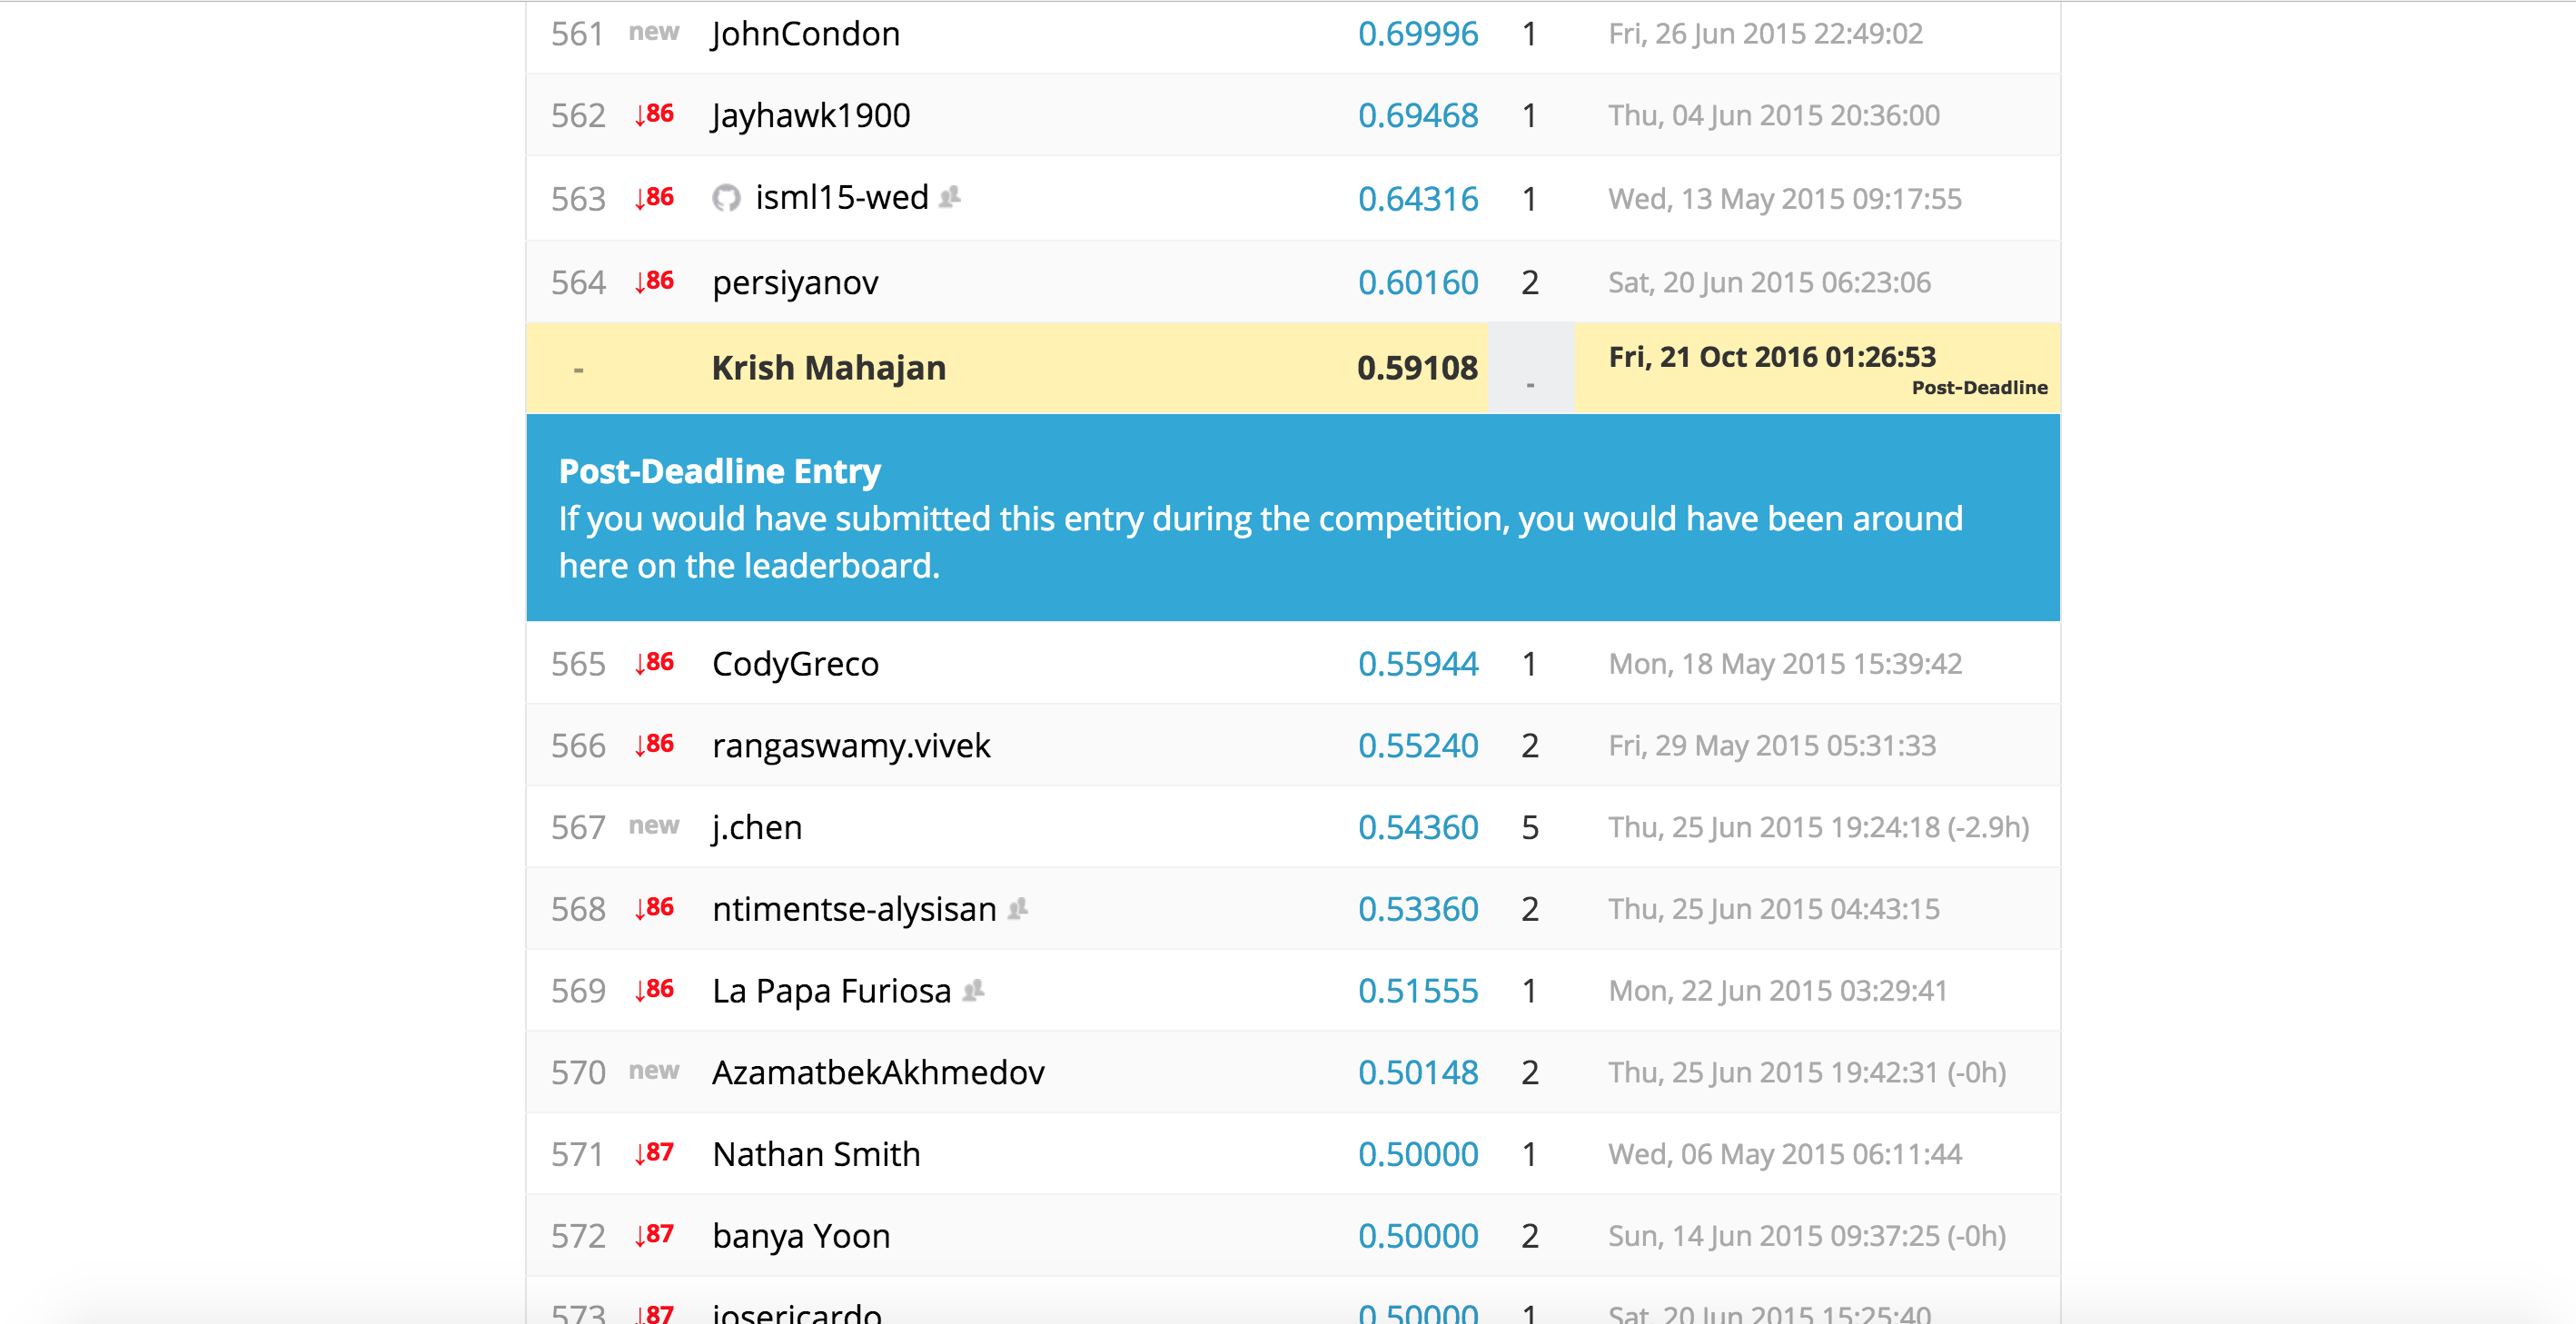 561 new JohnCondon 0.69996 1 Fri, 26 Jun 2015 22:49:02
562 ↓86 Jayhawk1900 0.69468 1 Thu, 04 Jun 2015 20:36:00
563 ↓86 isml15-wed 0.64316 1 Wed, 13 May 2015 09:17:55
564 ↓86 persiyanov 0.60160 2 Sat, 20 Jun 2015 06:23:06
- Krish Mahajan 0.59108 - Fri, 21 Oct 2016 01:26:53
Post-Deadline
Post-Deadline Entry
If you would have submitted this entry during the competition, you would have been around
here on the leaderboard.
565 ↓86 CodyGreco 0.55944 1 Mon, 18 May 2015 15:39:42
566 ↓86 rangaswamy.vivek 0.55240 2 Fri, 29 May 2015 05:31:33
567 new j.chen 0.54360 5 Thu, 25 Jun 2015 19:24:18 (-2.9h)
568 ↓86 ntimentse-alysisan 0.53360 2 Thu, 25 Jun 2015 04:43:15
569 ↓86 La Papa Furiosa 0.51555 1 Mon, 22 Jun 2015 03:29:41
570 new AzamatbekAkhmedov 0.50148 2 Thu, 25 Jun 2015 19:42:31 (-0h)
571 ↓87 Nathan Smith 0.50000 1 Wed, 06 May 2015 06:11:44
572 ↓87 banya Yoon 0.50000 2 Sun, 14 Jun 2015 09:37:25 (-0h)
573 ↓87 josericardo 0.50000 1 Sat, 20 Jun 2015 15:25:40